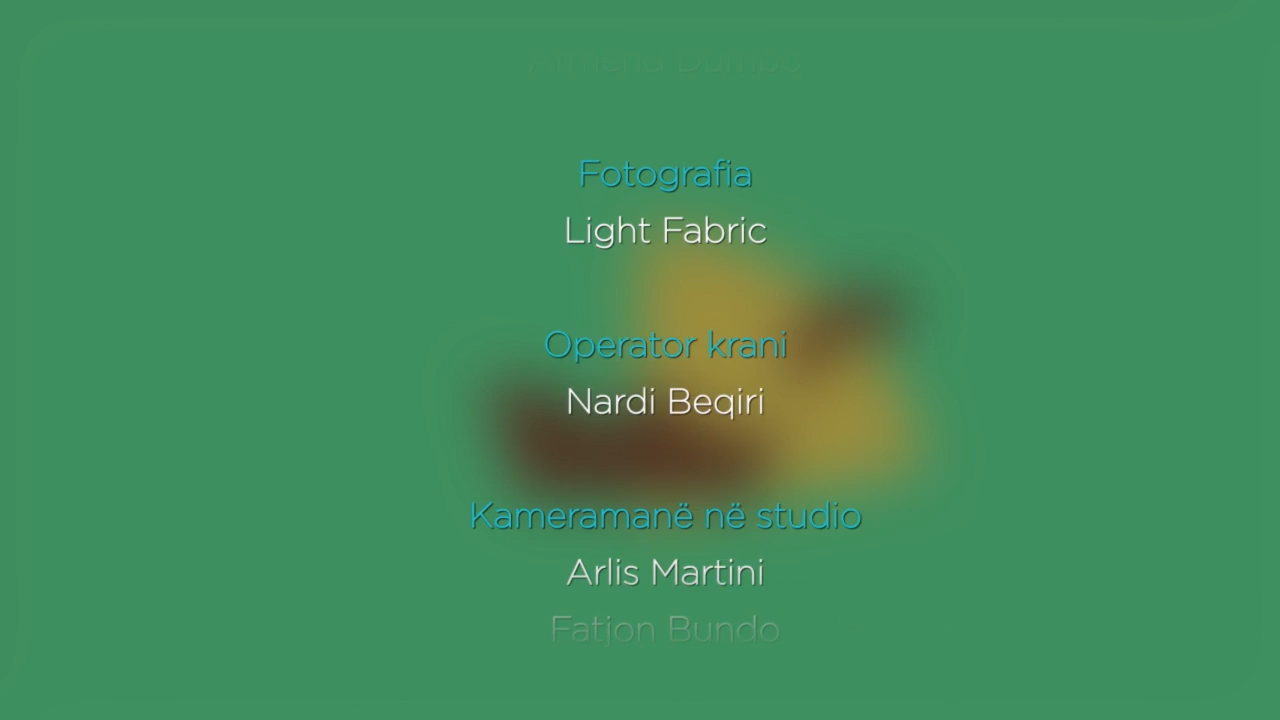 Fotografia
Light Fabric
Operator krani
Nardi Beqiri
Kameramanë në studio
Arlis Martini
Fatjon Bundo